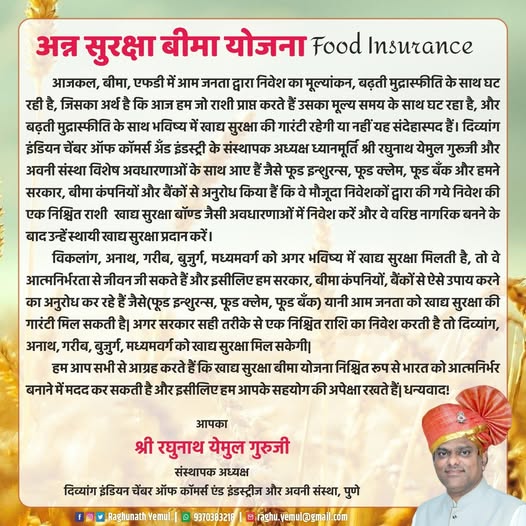 अन्न सुरक्षा बीमा योजना Food Insurance
आजकल, बीमा, एफडी में आम जनता द्वारा निवेश का मूल्यांकन, बढ़ती मुद्रास्फीति के साथ घट
रही है, जिसका अर्थ है कि आज हम जो राशी प्राप्त करते हैं उसका मूल्य समय के साथ घट रहा है, और
बढ़ती मुद्रास्फीति के साथ भविष्य में खाद्य सुरक्षा की गारंटी रहेगी या नहीं यह संदेहास्पद हैं। दिव्यांग
इंडियन चेंबर ऑफ कॉमर्स अँड इंडस्ट्री के संस्थापक अध्यक्ष ध्यानमूर्ति श्री रघुनाथ येमुल गुरूजी और
अवनी संस्था विशेष अवधारणाओं के साथ आए हैं जैसे फूड इन्शुरन्स, फूड क्लेम, फूड बँक और हमने
सरकार, बीमा कंपनियों और बैंकों से अनुरोध किया हैं कि वे मौजूदा निवेशकों द्वारा की गये निवेश की
एक निश्चित राशी खाद्य सुरक्षा बॉण्ड जैसी अवधारणाओं में निवेश करें और वे वरिष्ठ नागरिक बनने के
बाद उन्हें स्थायी खाद्य सुरक्षा प्रदान करें।
विकलांग, अनाथ, गरीब, बुजुर्ग, मध्यमवर्ग को अगर भविष्य में खाद्य सुरक्षा मिलती है, तो वे
आत्मनिर्भरता से जीवन जी सकते हैं और इसीलिए हम सरकार, बीमा कंपनियों, बैंकों से ऐसे उपाय करने
का अनुरोध कर रहे हैं जैसे(फूड इन्शुरन्स, फूड क्लेम, फूड बँक) यानी आम जनता को खाद्य सुरक्षा की
गारंटी मिल सकती है| अगर सरकार सही तरीके से एक निश्चित राशि का निवेश करती है तो दिव्यांग,
अनाथ, गरीब, बुजुर्ग, मध्यमवर्ग को खाद्य सुरक्षा मिल सकेगी|
हम आप सभी से आग्रह करते हैं कि खाद्य सुरक्षा बीमा योजना निश्चित रूप से भारत को आत्मनिर्भर
बनाने में मदद कर सकती है और इसीलिए हम आपके सहयोग की अपेक्षा रखते हैं| धन्यवाद!
आपका
श्री रघुनाथ येमुल गुरुजी
संस्थापक अध्यक्ष
दिव्यांग इंडियन चेंबर ऑफ कॉमर्स एंड इंडस्ट्रीज और अवनी संस्था, पुणे
Raghunath Yemul | 9370383218 | raghu.yemul@gmail.com